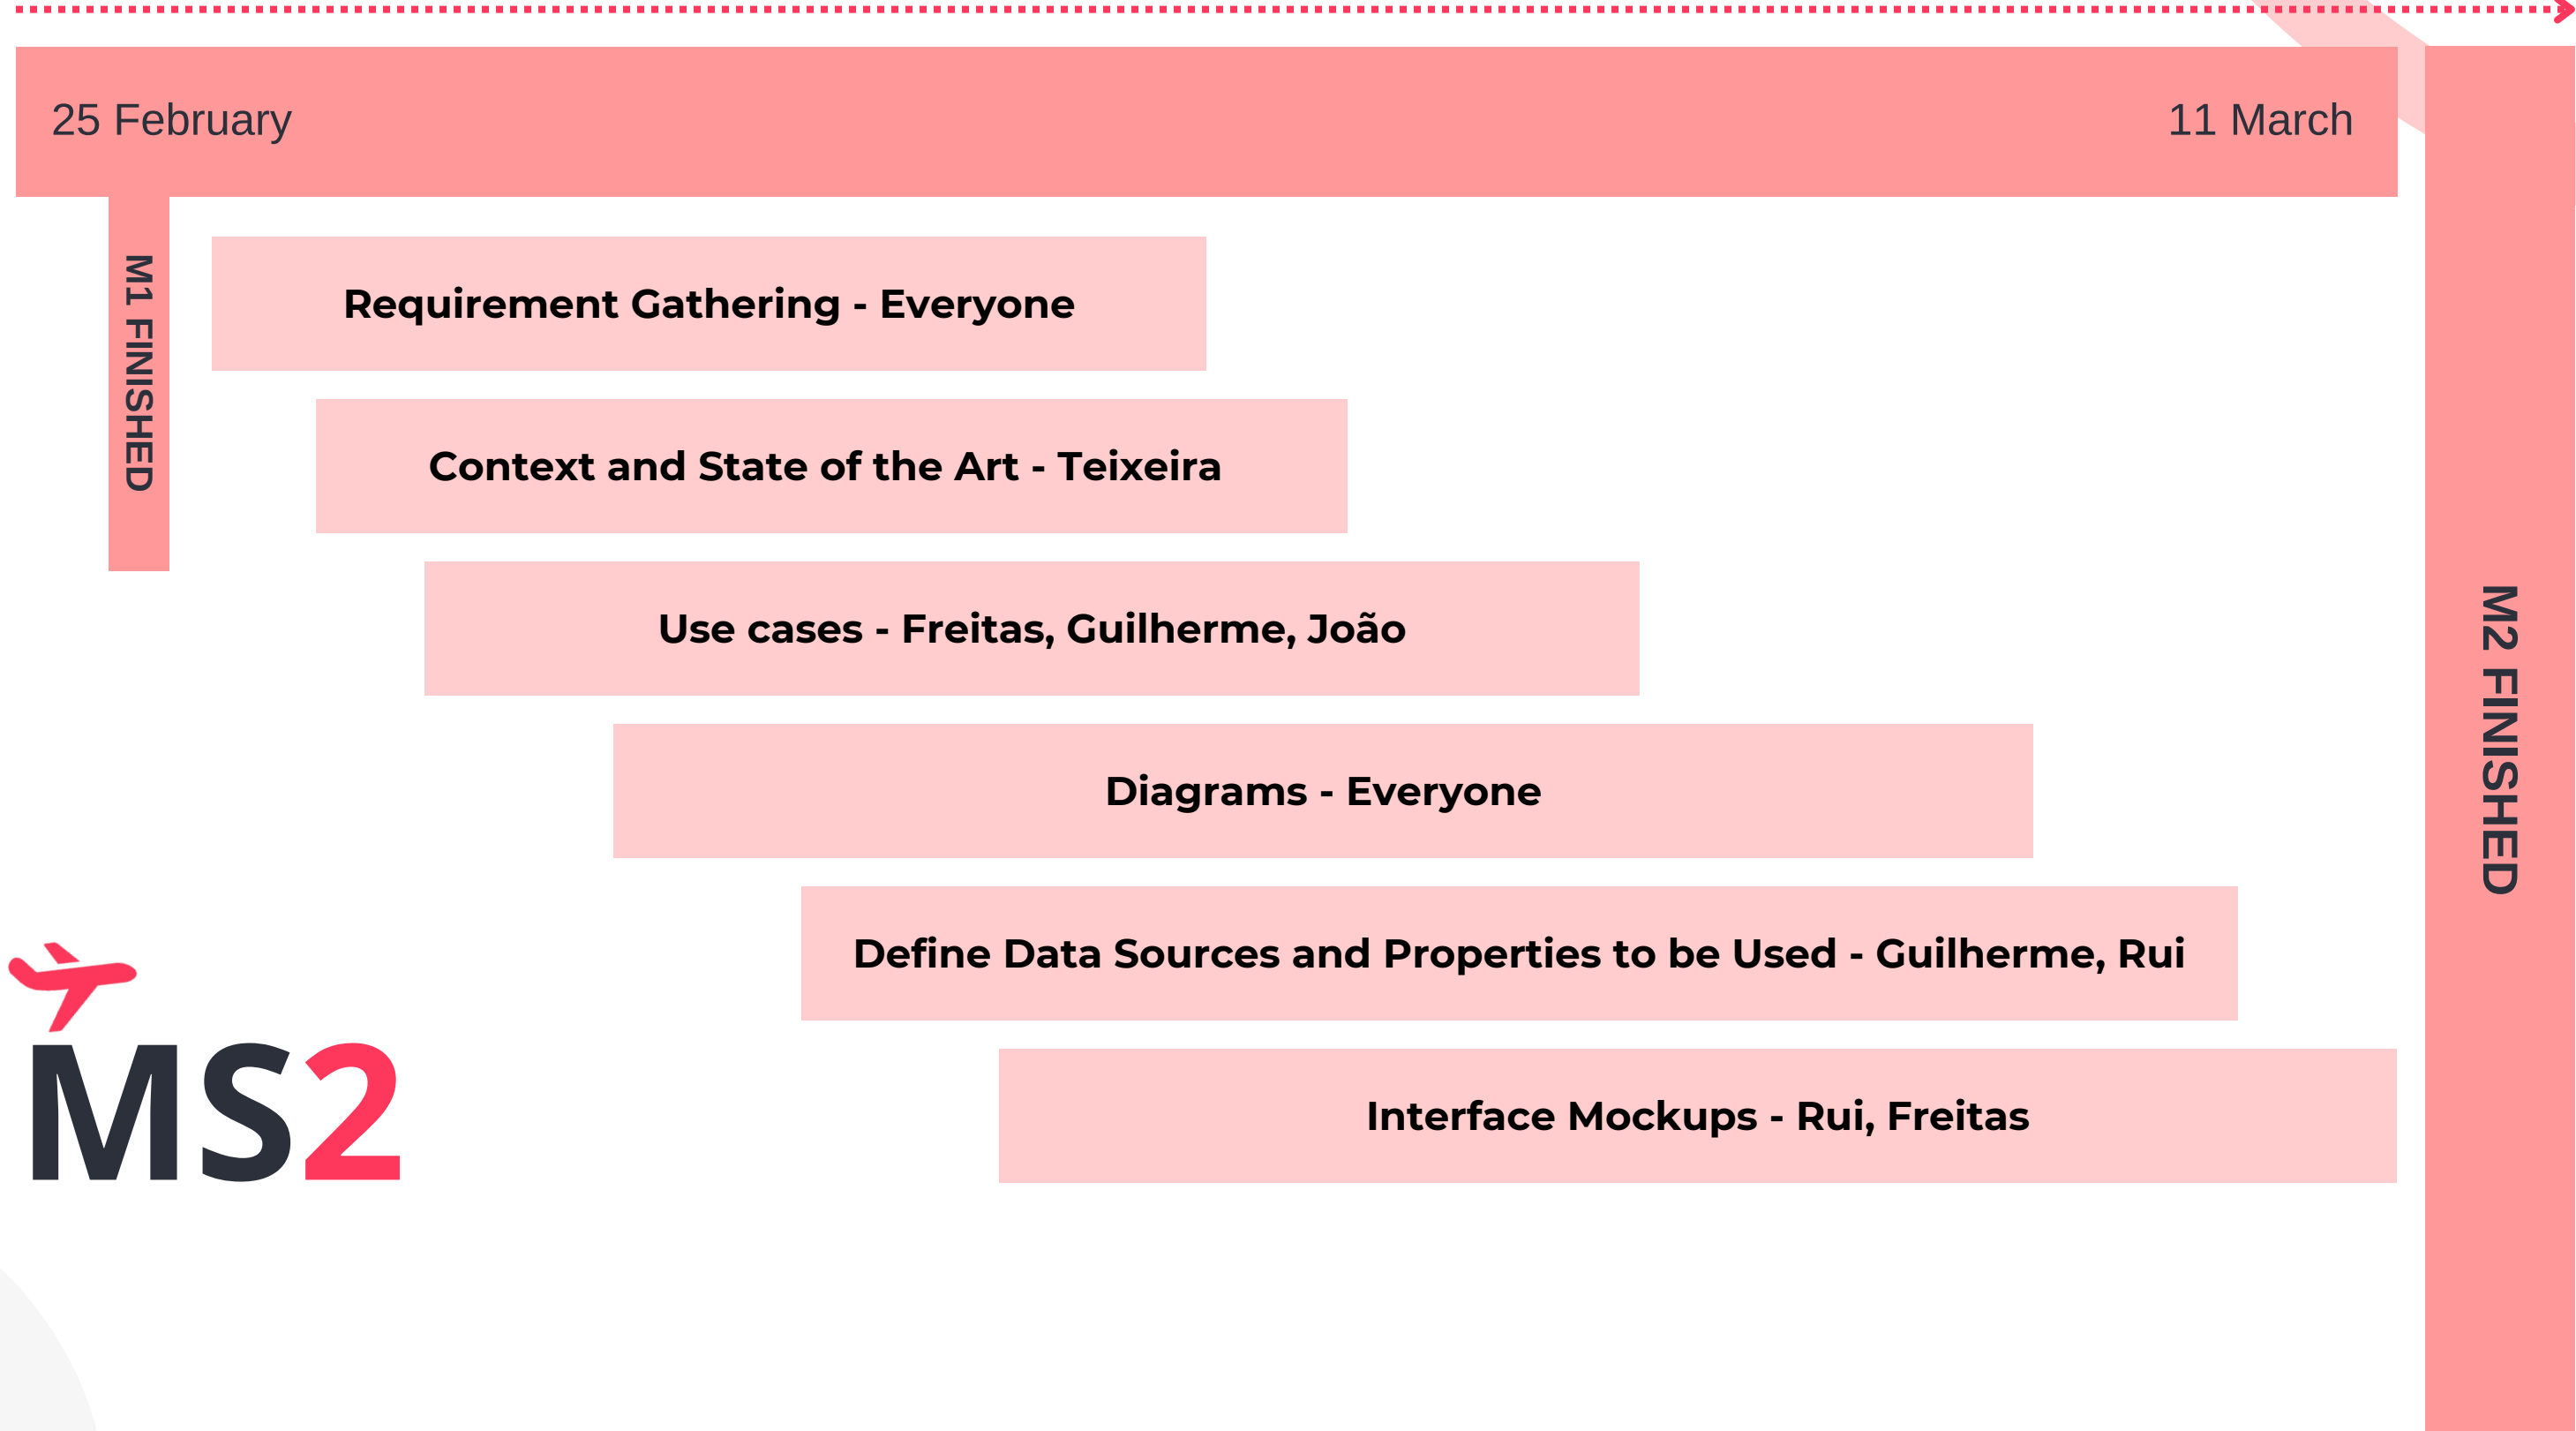 25 February
11 March
M1 FINISHED
Requirement Gathering - Everyone
Context and State of the Art - Teixeira
Use cases - Freitas, Guilherme, João
Diagrams - Everyone
Define Data Sources and Properties to be Used - Guilherme, Rui
Interface Mockups - Rui, Freitas
M2 FINISHED
MS2